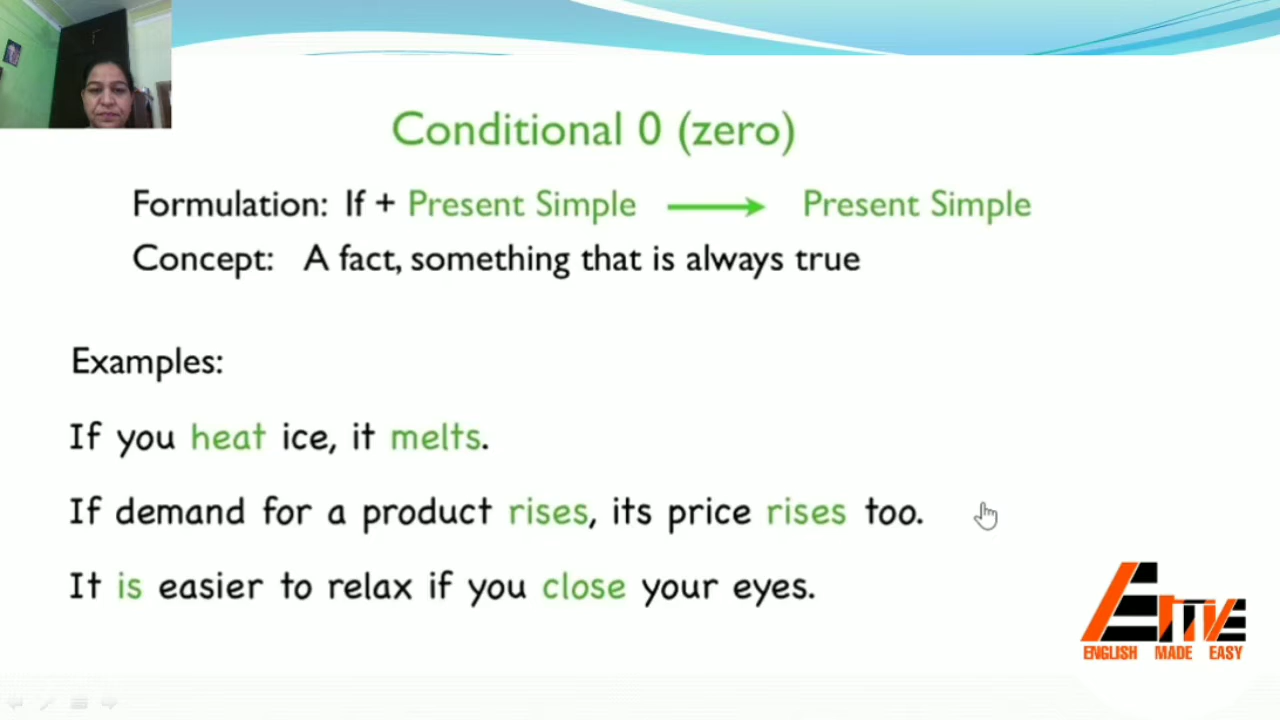 Conditional 0 (zero)
Formulation: If + Present Simple Present Simple
Concept: A fact, something that is always true
Examples:
If you heat ice, it melts.
If demand for a product rises, its price rises too.
It is easier to relax if you close your eyes.
EME
ENGLISH MADE EASY